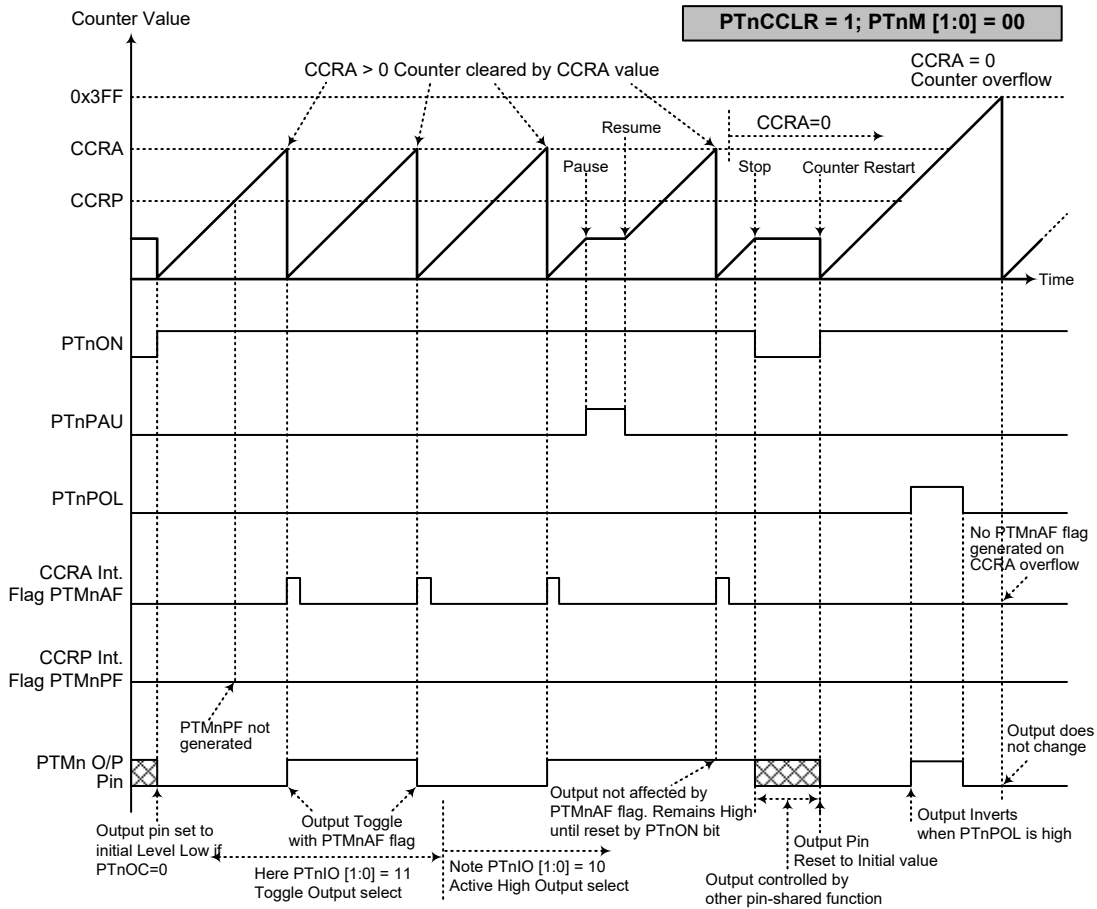 Counter Value
PTnCCLR = 1; PTnM [1:0] = 00
CCRA > 0 Counter cleared by CCRA value
CCRA = 0
Counter overflow
0x3FF
Resume
CCRA=0
CCRA
Pause
Stop
Counter Restart
CCRP
Time
PTnON
PTnPAU
PTnPOL
No PTMnAF flag
generated on
CCRA overflow
CCRA Int.
Flag PTMnAF
CCRP Int.
Flag PTMnPF
PTMnPF not
generated
Output does
not change
PTMn O/P
Pin
Output pin set to
initial Level Low if
PTnOC=0
Output Toggle
with PTMnAF flag
Output not affected by
PTMnAF flag. Remains High
until reset by PTnON bit
Output Inverts
when PTnPOL is high
Output Pin
Reset to Initial value
Here PTnIO [1:0] = 11
Toggle Output select
Note PTnIO [1:0] = 10
Active High Output select
Output controlled by
other pin-shared function